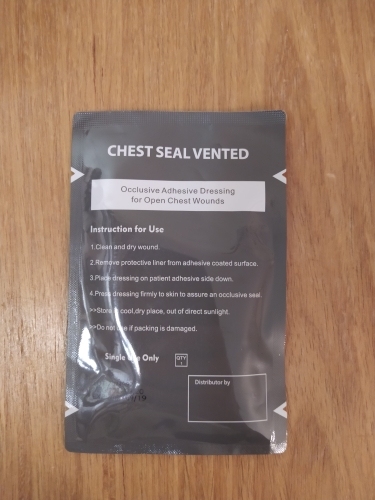 CHEST SEAL VENTED
Occlusive Adhesive Dressing
for Open Chest Wounds
Instruction for Use
1.Clean and dry wound.
2.Remove protective liner from adhesive coated surface.
3.Place dressing on patient adhesive side down.
4.Press dressing firmly to skin to assure an occlusive seal.
>>Store in cool,dry place, out of direct sunlight.
>>Do not use if packing is damaged.
Single Use Only
QTY
1
Distributor by